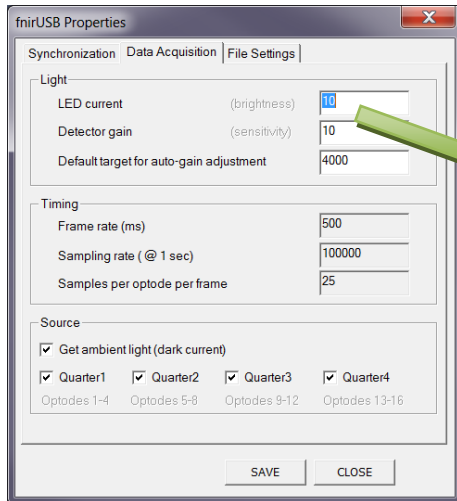 fnirUSB Properties
Synchronization Data Acquisition File Settings
Light
LED current (brightness) 10
Detector gain (sensitivity) 10
Default target for auto-gain adjustment 4000
Timing
Frame rate (ms) 500
Sampling rate ( @ 1 sec) 100000
Samples per optode per frame 25
Source
Get ambient light (dark current)
Quarter1 Quarter2 Quarter3 Quarter4
Optodes 1-4 Optodes 5-8 Optodes 9-12 Optodes 13-16
SAVE CLOSE